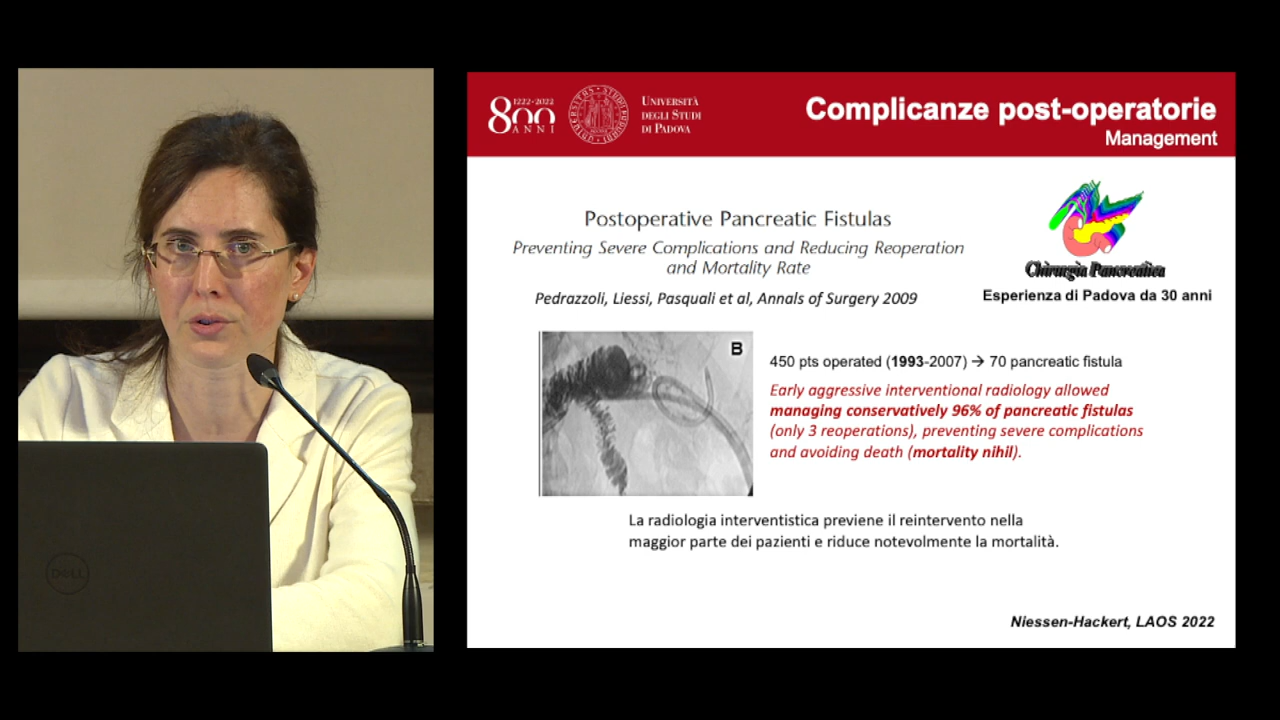 1222-2022
800
ANNI
UNIVERSITÀ
DEGLI STUDI
DI PADOVA
Complicanze post-operatorie
Management
Postoperative Pancreatic Fistulas
Preventing Severe Complications and Reducing Reoperation
and Mortality Rate
Pedrazzoli, Liessi, Pasquali et al, Annals of Surgery 2009
Chirurgia Pancreatica
Esperienza di Padova da 30 anni
B
450 pts operated (1993-2007) → 70 pancreatic fistula
Early aggressive interventional radiology allowed
managing conservatively 96% of pancreatic fistulas
(only 3 reoperations), preventing severe complications
and avoiding death (mortality nihil).
La radiologia interventistica previene il reintervento nella
maggior parte dei pazienti e riduce notevolmente la mortalità.
Niessen-Hackert, LAOS 2022
DELL